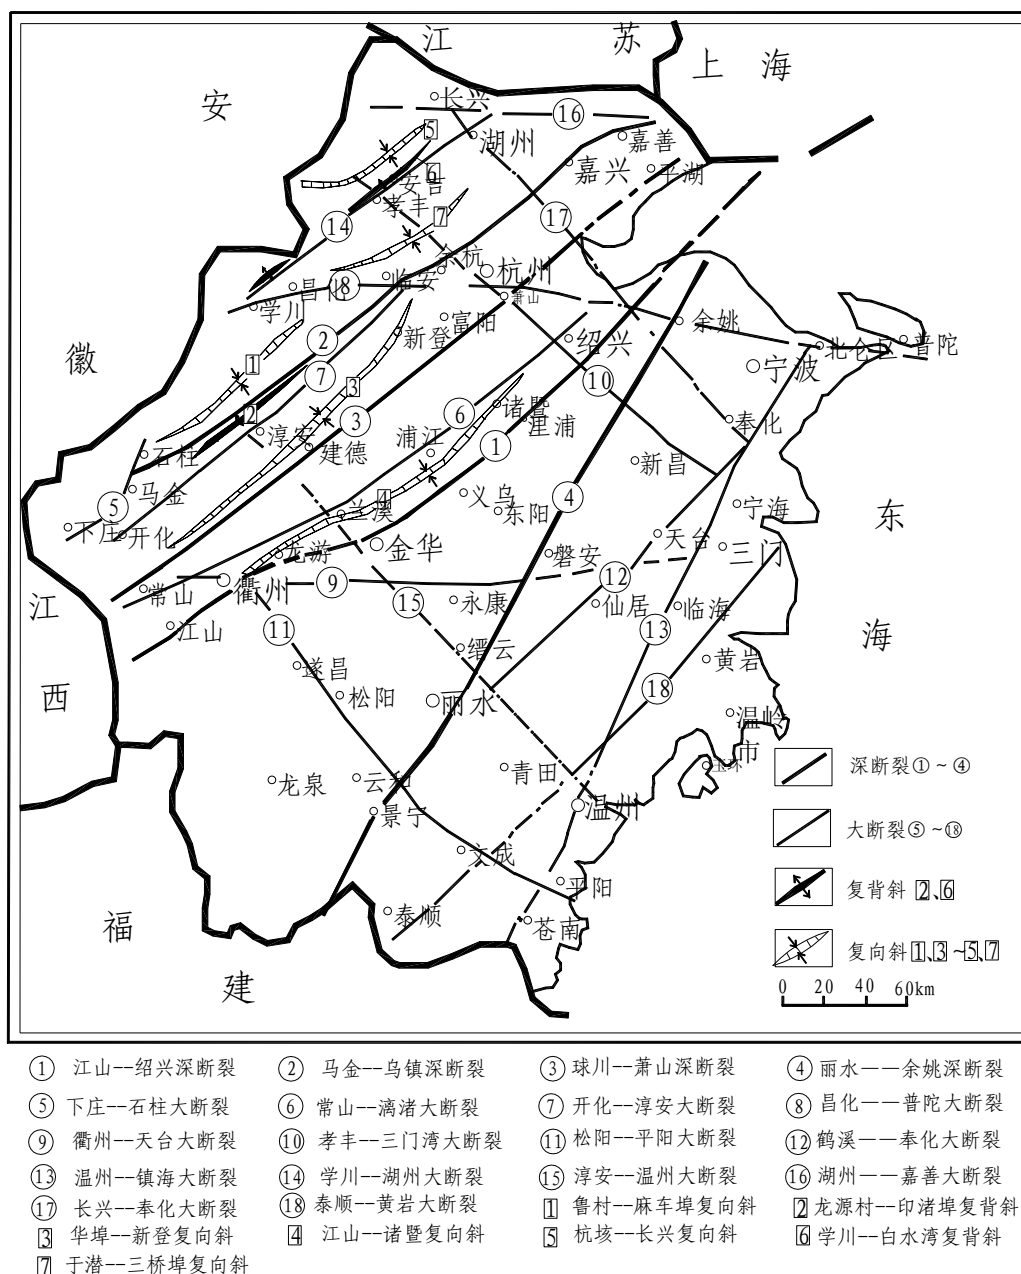 江 苏
上 海
安
长兴
16
湖州
嘉善
5
嘉兴
平湖
6
安吉
孝丰
7
14
17
余杭
杭州
临安
昌化
8
萧山
学川
富阳
余姚
新登
2
绍兴
北仑区
普陀
徽
1
宁波
7
10
3
诸暨
2
3
6
里浦
奉化
淳安
浦江
1
建德
石柱
新昌
马金
义乌
4
4
5
兰溪
东阳
宁海
东
下庄
开化
天台
金华
三门
龙游
磐安
衢州
9
12
常山
15
永康
仙居
临海
江
江山
11
13
海
缙云
遂昌
黄岩
西
松阳
丽水
18
温岭
市
玉环
青田
深断裂①~④
龙泉
云和
温州
景宁
大断裂⑤~⑱
文成
平阳
复背斜 2、6
福
泰顺
苍南
复向斜1、3~5、7
建
0 20 40 60km
① 江山--绍兴深断裂 ② 马金--乌镇深断裂 ③ 球川--萧山深断裂 ④ 丽水——余姚深断裂
⑤ 下庄--石柱大断裂 ⑥ 常山--漓渚大断裂 ⑦ 开化--淳安大断裂 ⑧ 昌化——普陀大断裂
⑨ 衢州--天台大断裂 ⑩ 孝丰--三门湾大断裂 ⑪ 松阳--平阳大断裂 ⑫ 鹤溪——奉化大断裂
⑬ 温州--镇海大断裂 ⑭ 学川--湖州大断裂 ⑮ 淳安--温州大断裂 ⑯ 湖州——嘉善大断裂
⑰ 长兴--奉化大断裂 ⑱ 泰顺--黄岩大断裂 1 鲁村--麻车埠复向斜 2 龙源村--印渚埠复背斜
3 华埠--新登复向斜 4 江山--诸暨复向斜 5 杭垓--长兴复向斜 6 学川--白水湾复背斜
7 于潜--三桥埠复向斜